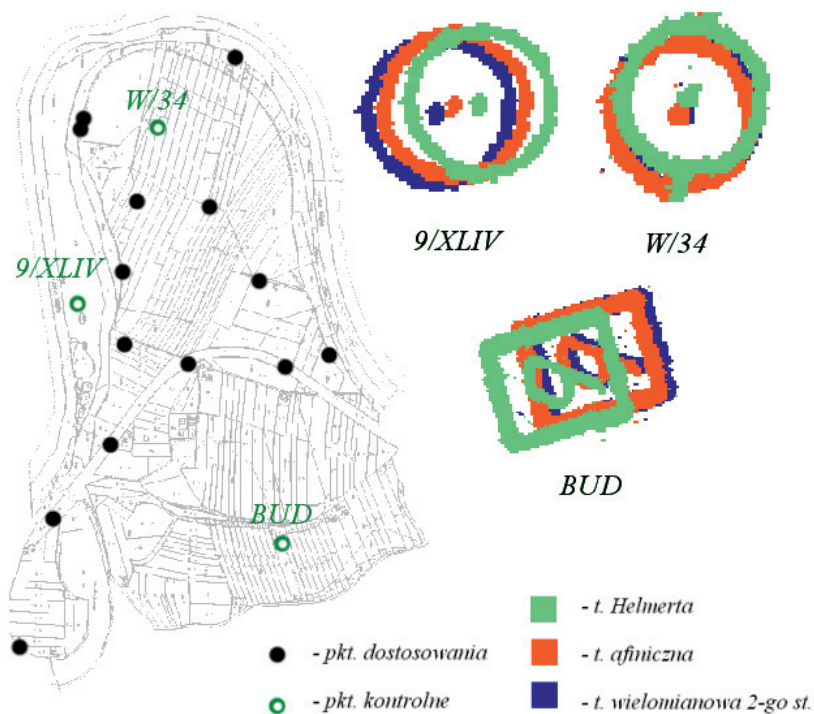 W/34
9/XLIV
BUD
9/XLIV
W/34
BUD
- pkt. dostosowania
- pkt. kontrolne
- t. Helmerta
- t. afiniczna
- t. wielomianowa 2-go st.